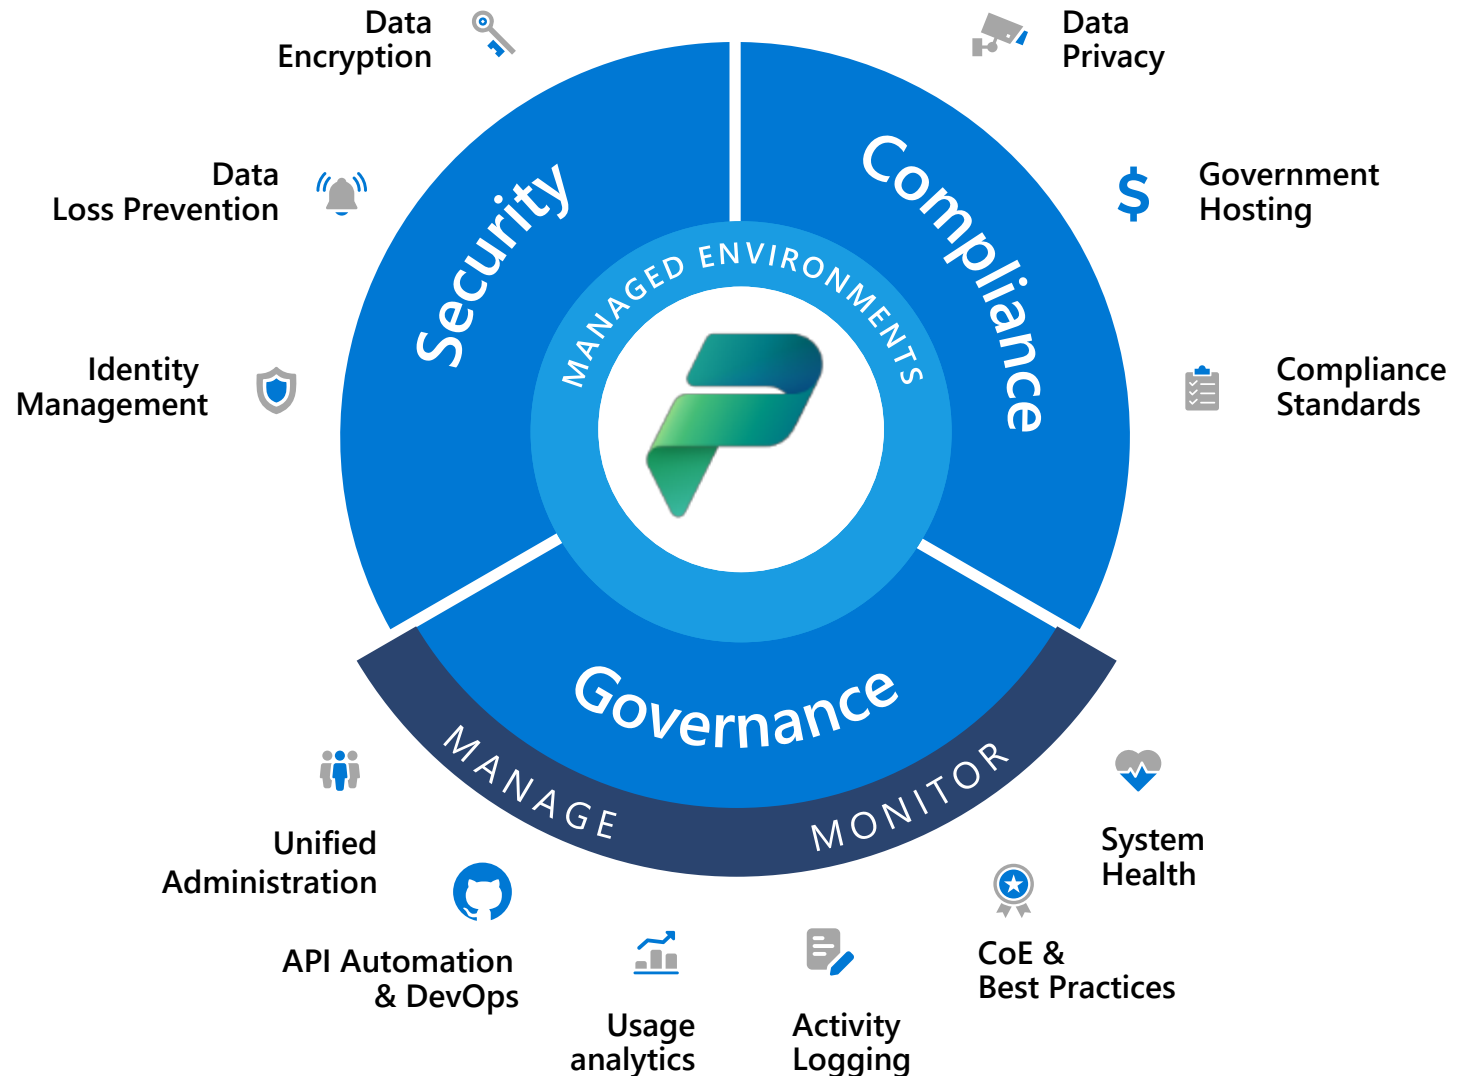 Data
Encryption
Data
Privacy
Data
Loss Prevention
Government
Hosting
Identity
Management
Compliance
Standards
Security
Compliance
MANAGED ENVIRONMENTS
Governance
MANAGE
MONITOR
Unified
Administration
System
Health
API Automation
& DevOps
CoE &
Best Practices
Usage
analytics
Activity
Logging